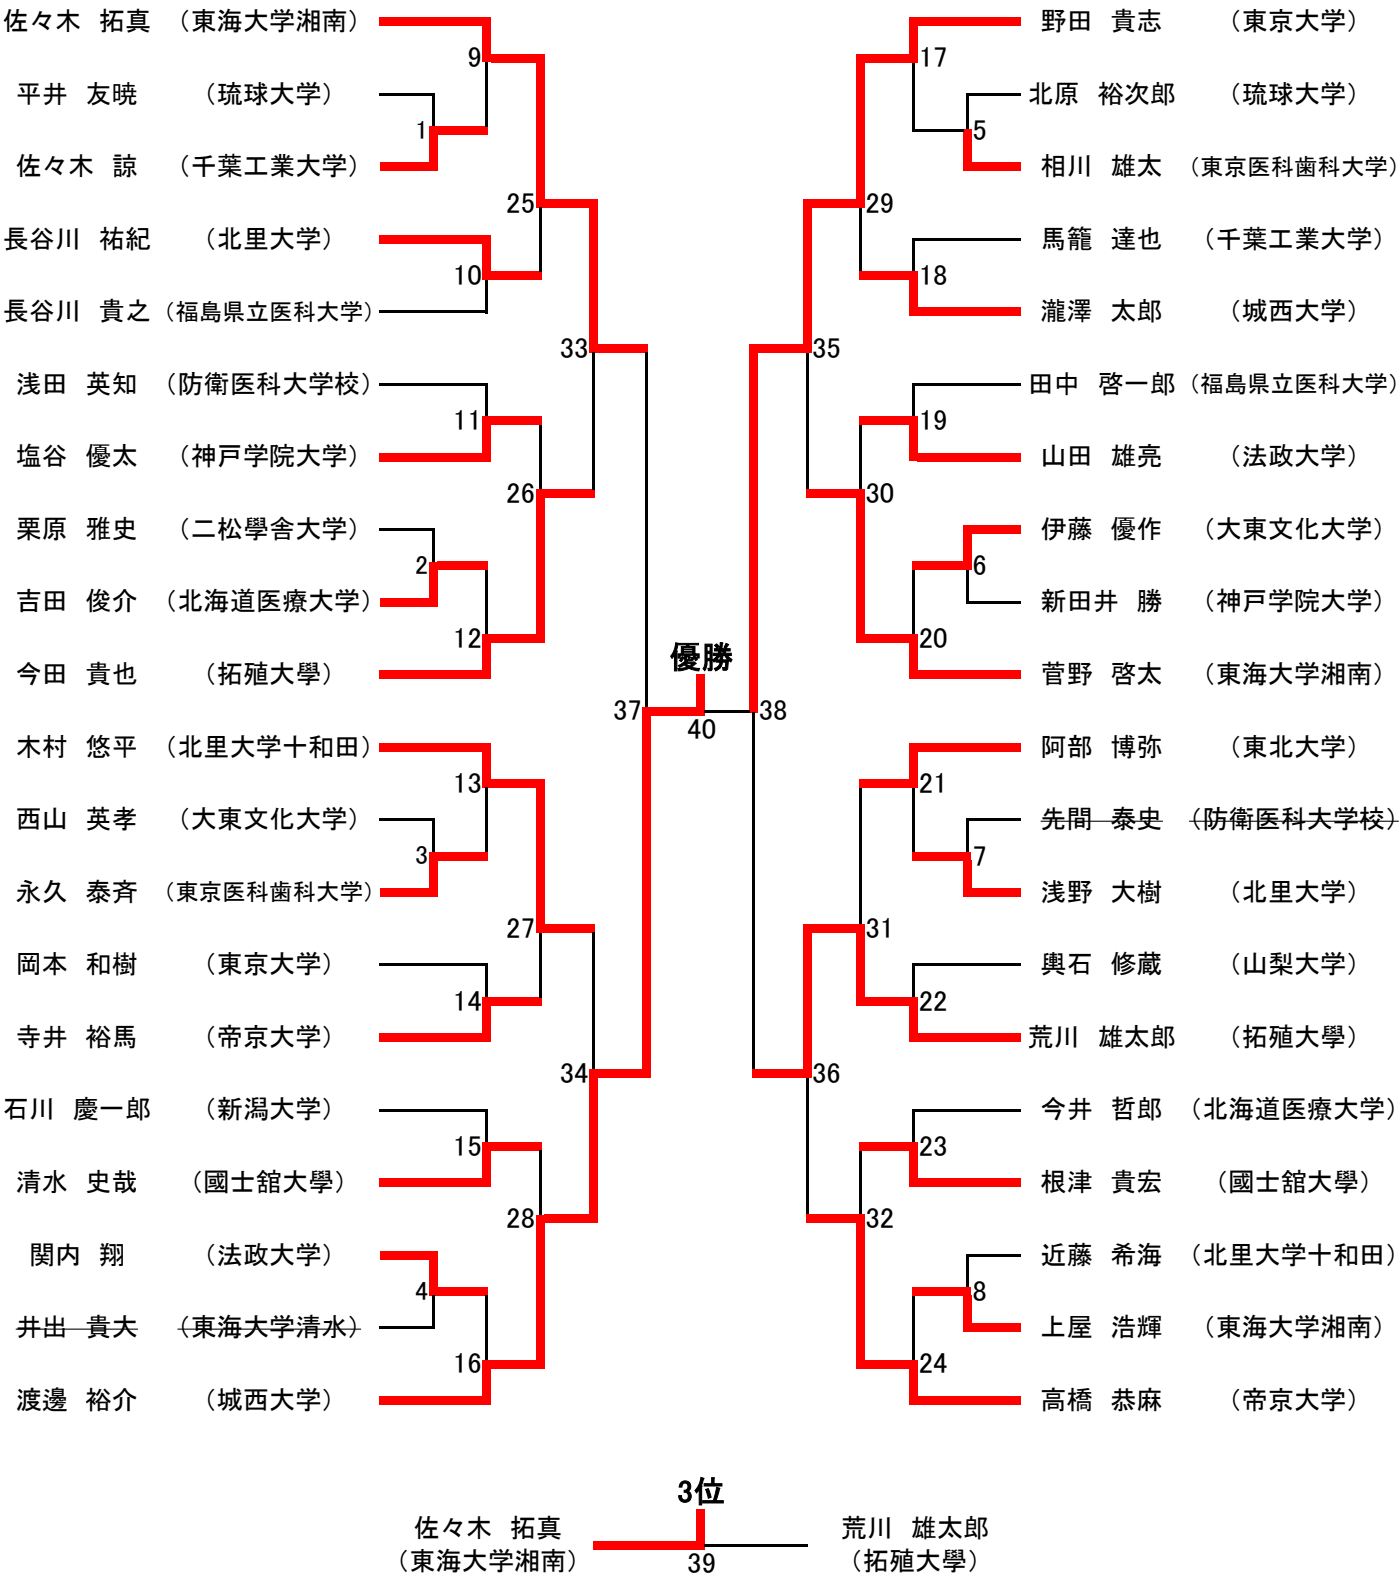 佐々木 拓真 （東海大学湘南）
9
平井 友暁 （琉球大学）
1
佐々木 諒 （千葉工業大学）
25
長谷川 祐紀 （北里大学）
10
長谷川 貴之 （福島県立医科大学）
33
浅田 英知 （防衛医科大学校）
11
塩谷 優太 （神戸学院大学）
26
栗原 雅史 （二松學舎大学）
2
吉田 俊介 （北海道医療大学）
12
今田 貴也 （拓殖大學）
37
木村 悠平 （北里大学十和田）
13
西山 英孝 （大東文化大学）
3
永久 泰斉 （東京医科歯科大学）
27
岡本 和樹 （東京大学）
14
寺井 裕馬 （帝京大学）
34
石川 慶一郎 （新潟大学）
15
清水 史哉 （國士舘大學）
28
関内 翔 （法政大学）
4
井出 貴大 （東海大学清水）
16
渡邊 裕介 （城西大学）
優勝
40
野田 貴志 （東京大学）
17
北原 裕次郎 （琉球大学）
5
相川 雄太 （東京医科歯科大学）
29
馬籠 達也 （千葉工業大学）
18
瀧澤 太郎 （城西大学）
35
田中 啓一郎 （福島県立医科大学）
19
山田 雄亮 （法政大学）
30
伊藤 優作 （大東文化大学）
6
新田井 勝 （神戸学院大学）
20
菅野 啓太 （東海大学湘南）
38
阿部 博弥 （東北大学）
21
先間 泰史 （防衛医科大学校）
7
浅野 大樹 （北里大学）
31
輿石 修蔵 （山梨大学）
22
荒川 雄太郎 （拓殖大學）
36
今井 哲郎 （北海道医療大学）
23
根津 貴宏 （國士舘大學）
32
近藤 希海 （北里大学十和田）
8
上屋 浩輝 （東海大学湘南）
24
高橋 恭麻 （帝京大学）
3位
佐々木 拓真
（東海大学湘南）
39
荒川 雄太郎
（拓殖大學）